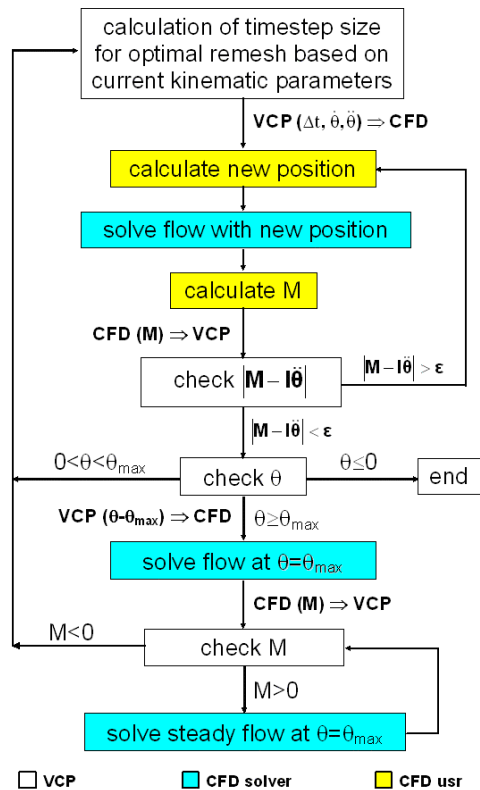 calculation of timestep size
for optimal remesh based on
current kinematic parameters
VCP (Δt, θ̇, θ̈) ⇒ CFD
calculate new position
solve flow with new position
calculate M
CFD (M) ⇒ VCP
check |M – Iθ̈|
|M – Iθ̈| > ε
|M – Iθ̈| < ε
0<θ<θmax
check θ
θ≤0
end
VCP (θ-θmax) ⇒ CFD
θ≥θmax
solve flow at θ=θmax
CFD (M) ⇒ VCP
M<0
check M
M>0
solve steady flow at θ=θmax
VCP
CFD solver
CFD usr